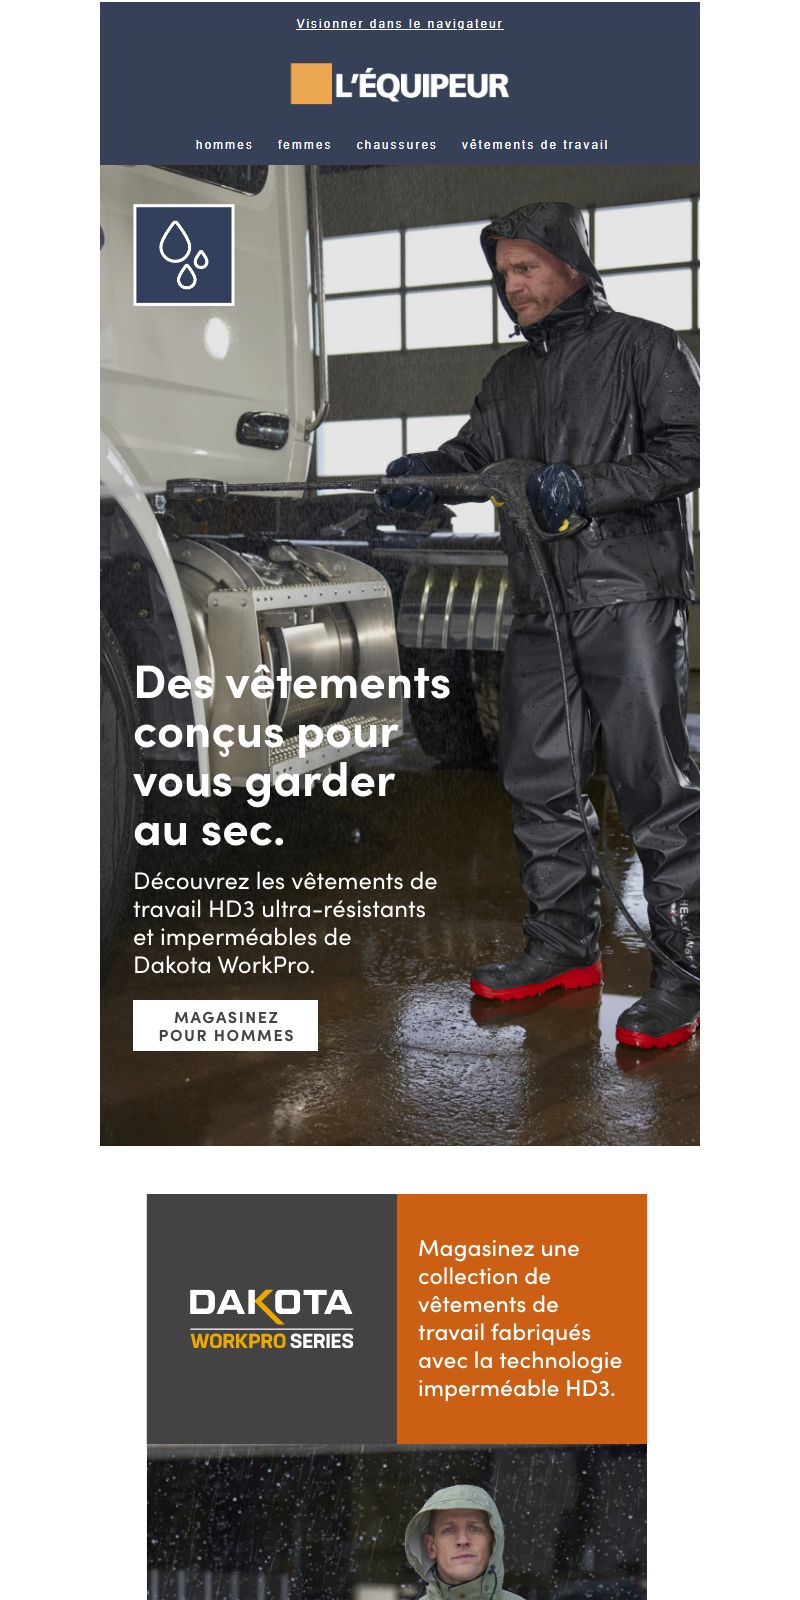 Visionner dans le navigateur
L'ÉQUIPEUR
hommes femmes chaussures vêtements de travail
Des vêtements
conçus pour
vous garder
au sec.
Découvrez les vêtements de
travail HD3 ultra-résistants
et imperméables de
Dakota WorkPro.
MAGASINEZ
POUR HOMMES
DAKOTA
WORKPRO SERIES
Magasinez une
collection de
vêtements de
travail fabriqués
avec la technologie
imperméable HD3.